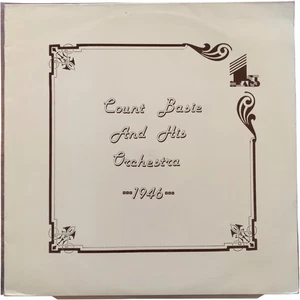 Count Basie
And His
Orchestra
-1946-